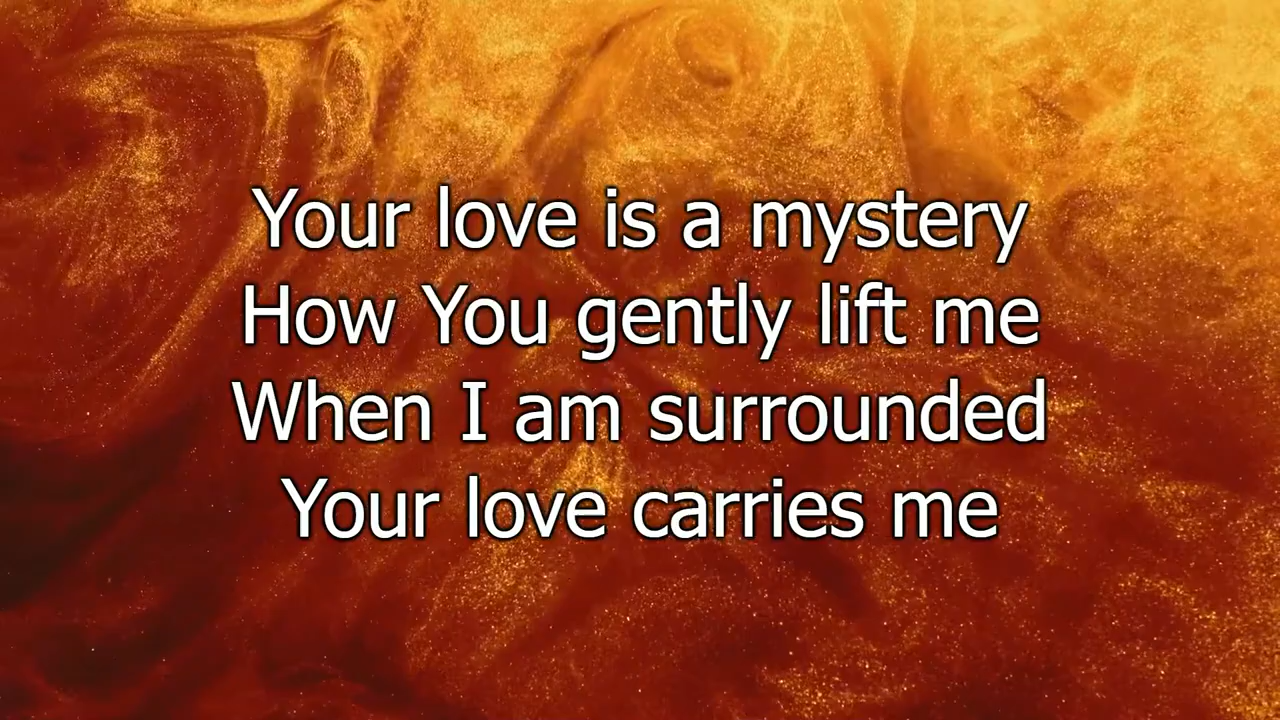 Your love is a mystery
How You gently lift me
When I am surrounded
Your love carries me